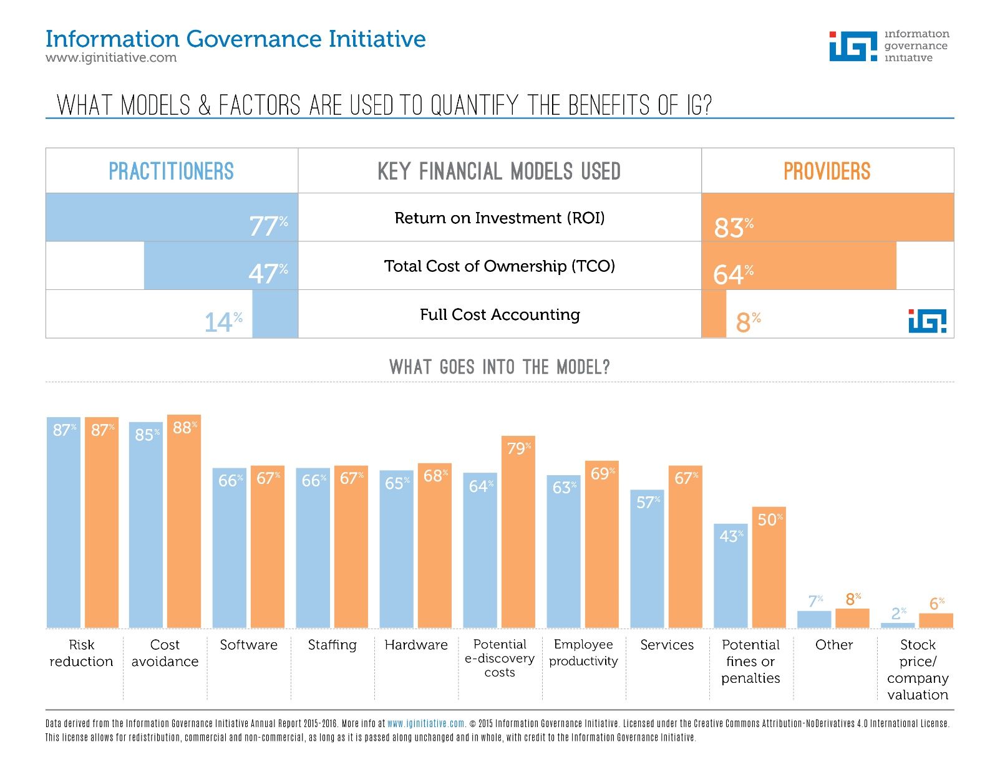 Information Governance Initiative
www.iginitiative.com
iG!
information
governance
initiative
WHAT MODELS & FACTORS ARE USED TO QUANTIFY THE BENEFITS OF IG?
PRACTITIONERS
KEY FINANCIAL MODELS USED
PROVIDERS
77%
Return on Investment (ROI)
83%
47%
Total Cost of Ownership (TCO)
64%
14%
Full Cost Accounting
8%
iG!
WHAT GOES INTO THE MODEL?
87% 87% 85% 88% 66% 67% 66% 67% 65% 68% 64% 79% 63% 69% 57% 67% 43% 50% 7% 8% 2% 6%
Risk
reduction
Cost
avoidance
Software
Staffing
Hardware
Potential
e-discovery
costs
Employee
productivity
Services
Potential
fines or
penalties
Other
Stock
price/
company
valuation
Data derived from the Information Governance Initiative Annual Report 2015-2016. More info at www.iginitiative.com. © 2015 Information Governance Initiative. Licensed under the Creative Commons Attribution-NoDerivatives 4.0 International License.
This license allows for redistribution, commercial and non-commercial, as long as it is passed along unchanged and in whole, with credit to the Information Governance Initiative.